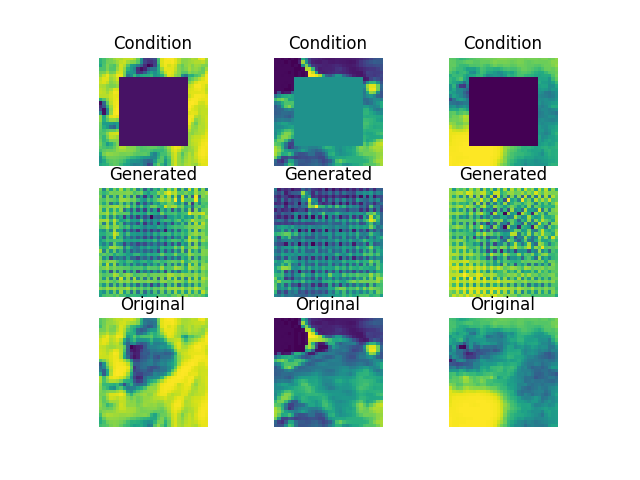 Condition Condition Condition
Generated Generated Generated
Original Original Original